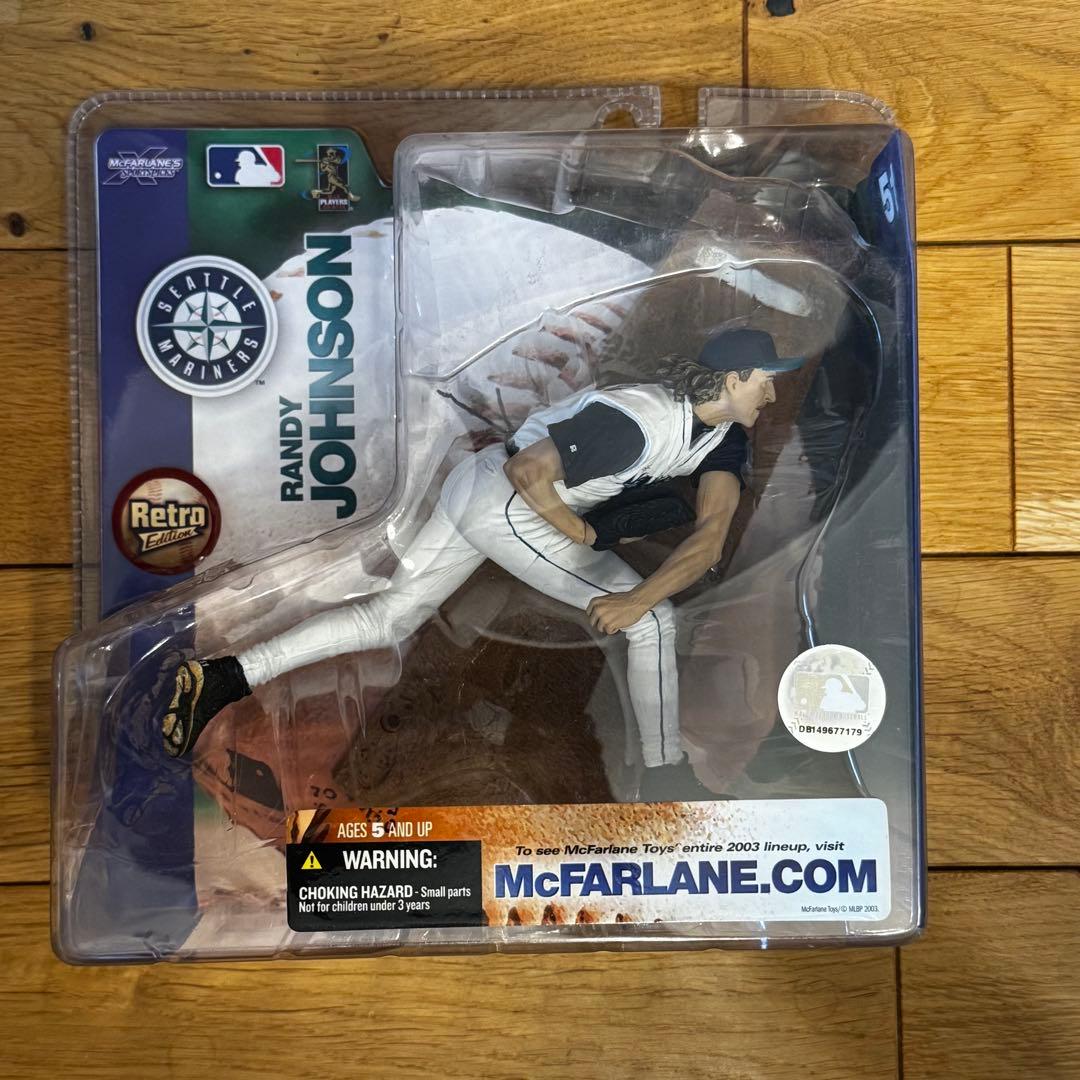 McFARLANE'S
SPORTSPICKS
PLAYERS
SEATTLE
MARINERS
™
RANDY
JOHNSON
Retro
Edition
55
DB149677179
AGES 5 AND UP
WARNING:
CHOKING HAZARD - Small parts
Not for children under 3 years
To see McFarlane Toys' entire 2003 lineup, visit
McFARLANE.COM
McFarlane Toys/© MLBP 2003.